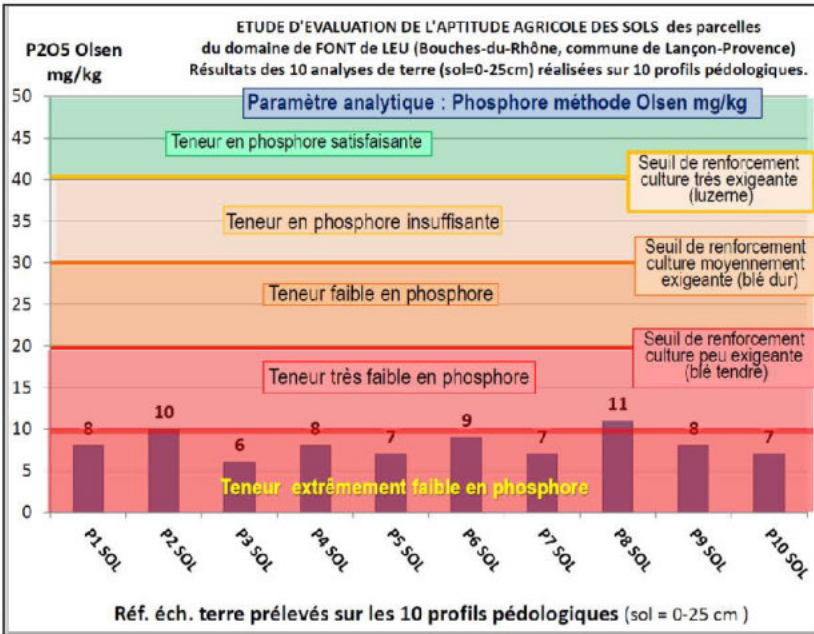 ETUDE D'EVALUATION DE L'APTITUDE AGRICOLE DES SOLS des parcelles
du domaine de FONT de LEU (Bouches-du-Rhône, commune de Lançon-Provence)
Résultats des 10 analyses de terre (sol=0-25cm) réalisées sur 10 profils pédologiques.
P2O5 Olsen
mg/kg
Paramètre analytique : Phosphore méthode Olsen mg/kg
50
45
40
35
30
25
20
15
10
5
0
Teneur en phosphore satisfaisante
Seuil de renforcement
culture très exigeante
(luzerne)
Teneur en phosphore insuffisante
Seuil de renforcement
culture moyennement
exigeante (blé dur)
Teneur faible en phosphore
Seuil de renforcement
culture peu exigeante
(blé tendre)
Teneur très faible en phosphore
8
10
6
8
7
9
7
11
8
7
Teneur extrêmement faible en phosphore
P1 SOL
P2 SOL
P3 SOL
P4 SOL
P5 SOL
P6 SOL
P7 SOL
P8 SOL
P9 SOL
P10 SOL
Réf. éch. terre prélevés sur les 10 profils pédologiques (sol = 0-25 cm )